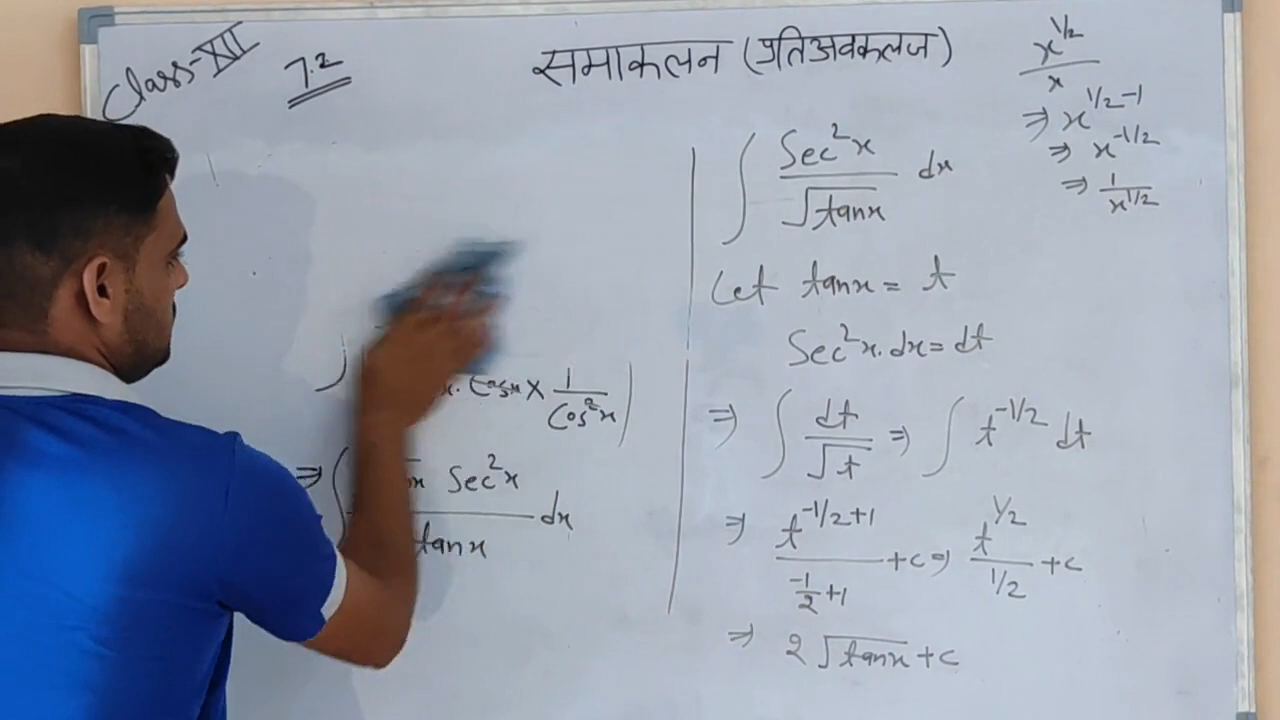 Class-XII
7.2
समाकलन (प्रतिअवकलज)
x^1/2 / x
⇒ x^1/2-1
⇒ x^-1/2
⇒ 1/x^1/2
∫ . Cosx × 1/Cos²x
⇒ ∫ Sec²x / tanx dx
∫ Sec²x/√tanx dx
Let tanx = t
Sec²x.dx = dt
⇒ ∫ dt/√t ⇒ ∫ t^-1/2 dt
⇒ t^-1/2+1 / -1/2+1 +c ⇒ t^1/2 / 1/2 +c
⇒ 2√tanx +c